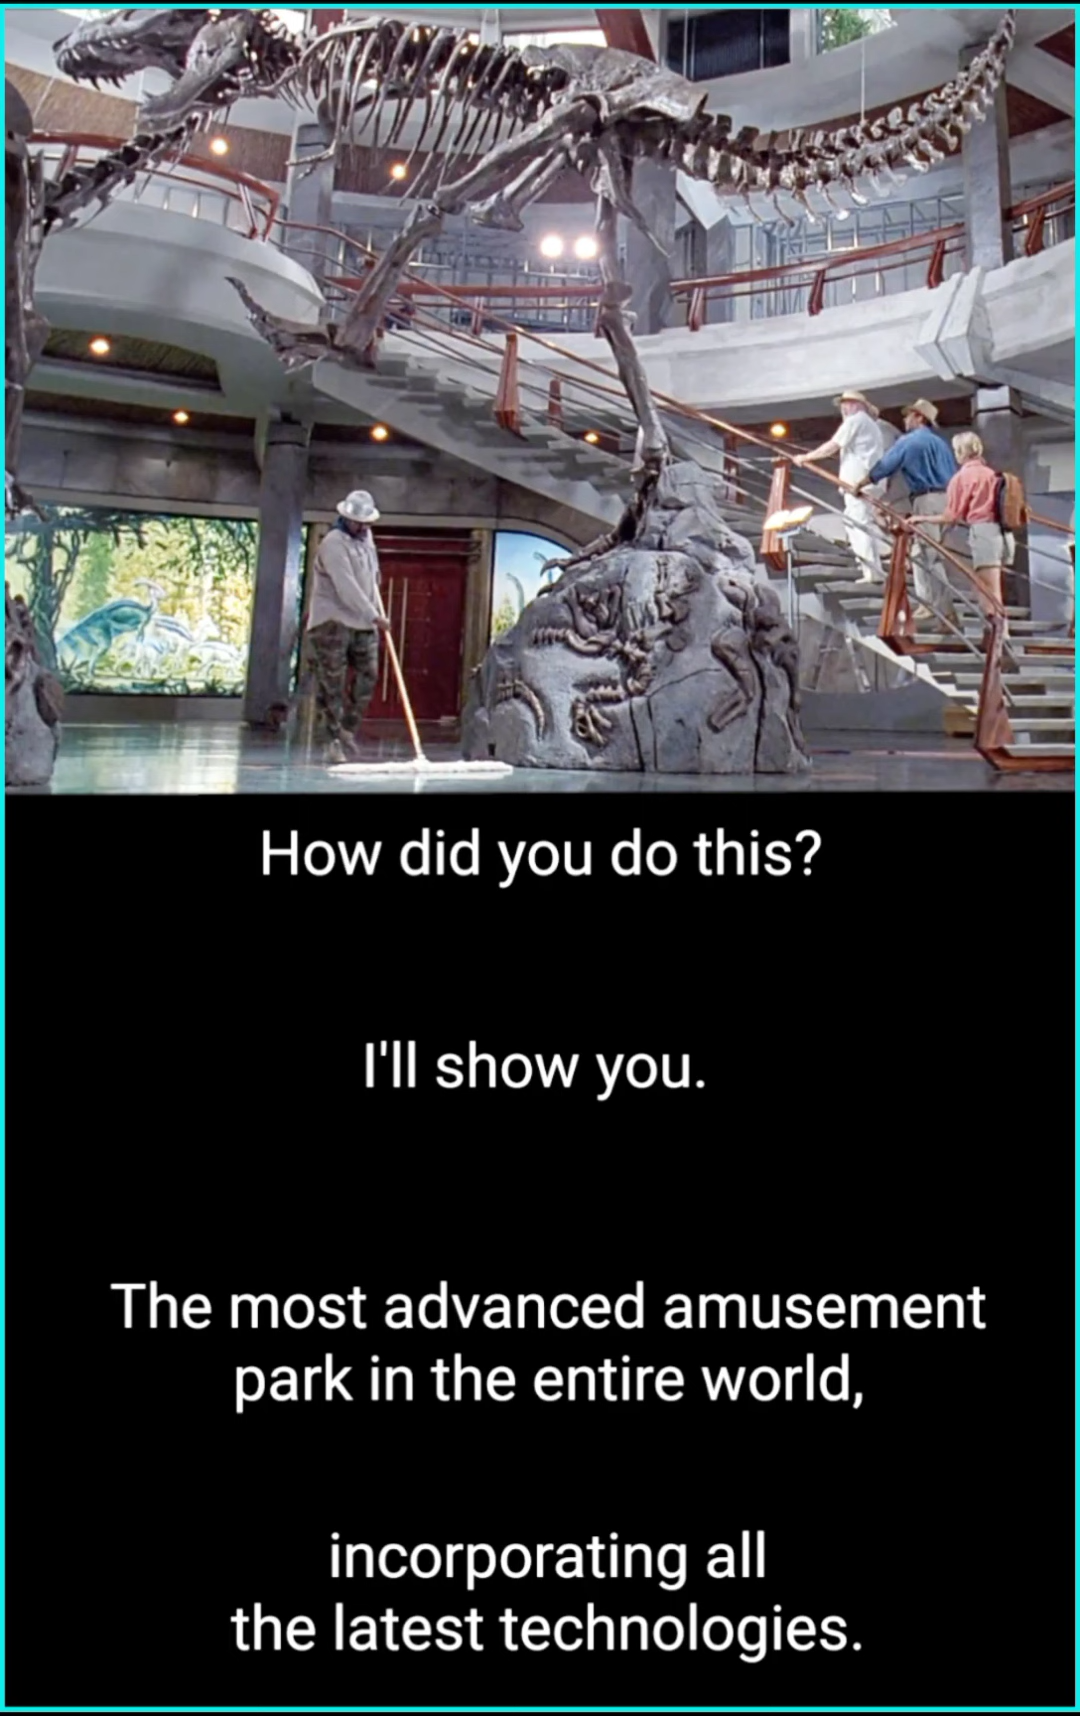 How did you do this?
I'll show you.
The most advanced amusement
park in the entire world,
incorporating all
the latest technologies.